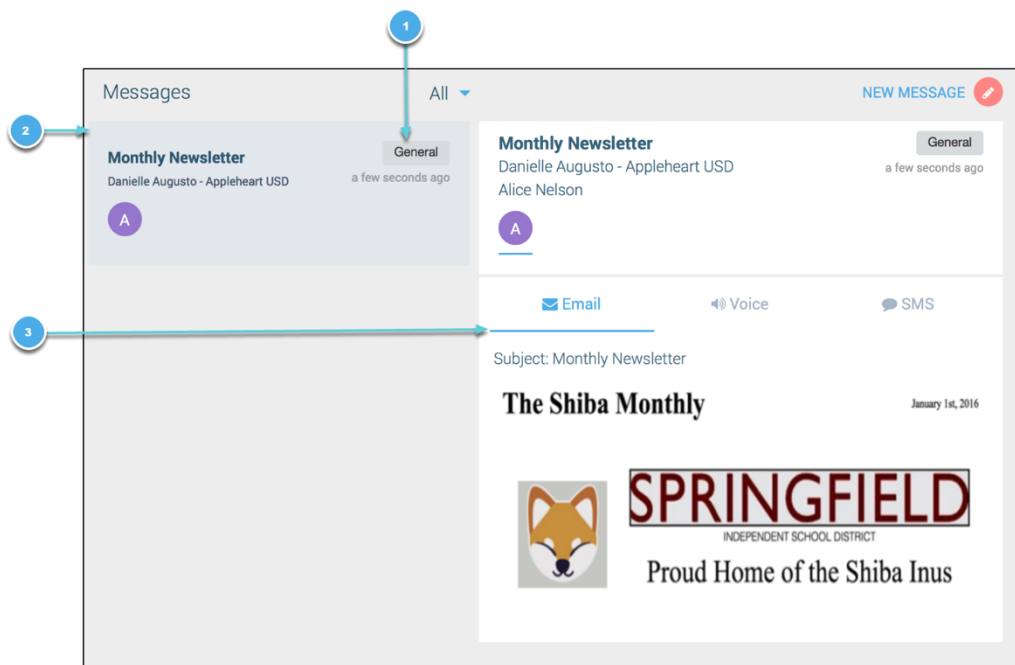 1
Messages
All
NEW MESSAGE
2
Monthly Newsletter
General
Danielle Augusto - Appleheart USD
a few seconds ago
A
Monthly Newsletter
General
Danielle Augusto - Appleheart USD
a few seconds ago
Alice Nelson
A
3
Email
Voice
SMS
Subject: Monthly Newsletter
The Shiba Monthly
January 1st, 2016
SPRINGFIELD
INDEPENDENT SCHOOL DISTRICT
Proud Home of the Shiba Inus